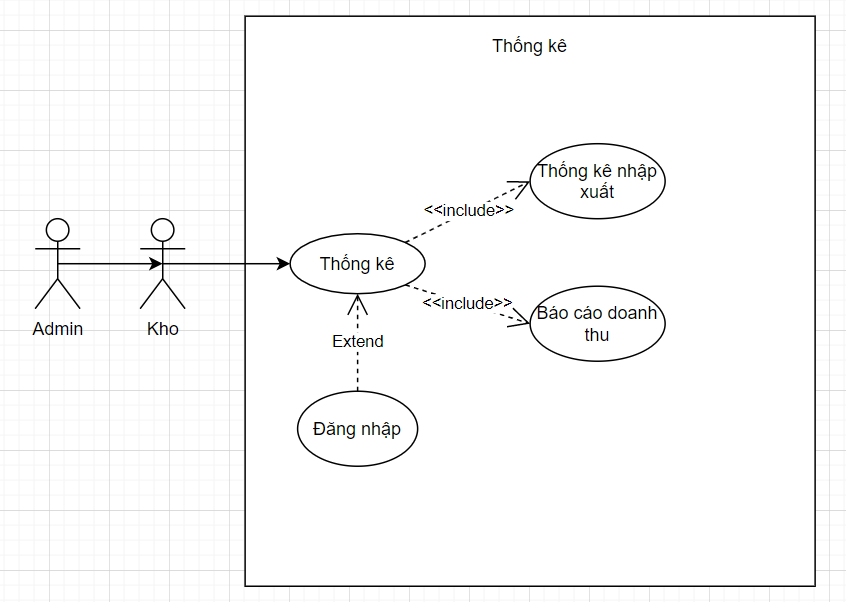 Thống kê
Thống kê nhập
xuất
<<include>>
Thống kê
<<include>>
Báo cáo doanh
thu
Admin
Kho
Extend
Đăng nhập